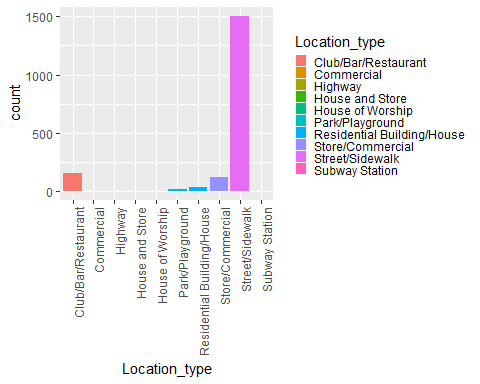 1500
1000
500
0
count
Club/Bar/Restaurant
Commercial
Highway
House and Store
House of Worship
Park/Playground
Residential Building/House
Store/Commercial
Street/Sidewalk
Subway Station
Location_type
Location_type
Club/Bar/Restaurant
Commercial
Highway
House and Store
House of Worship
Park/Playground
Residential Building/House
Store/Commercial
Street/Sidewalk
Subway Station